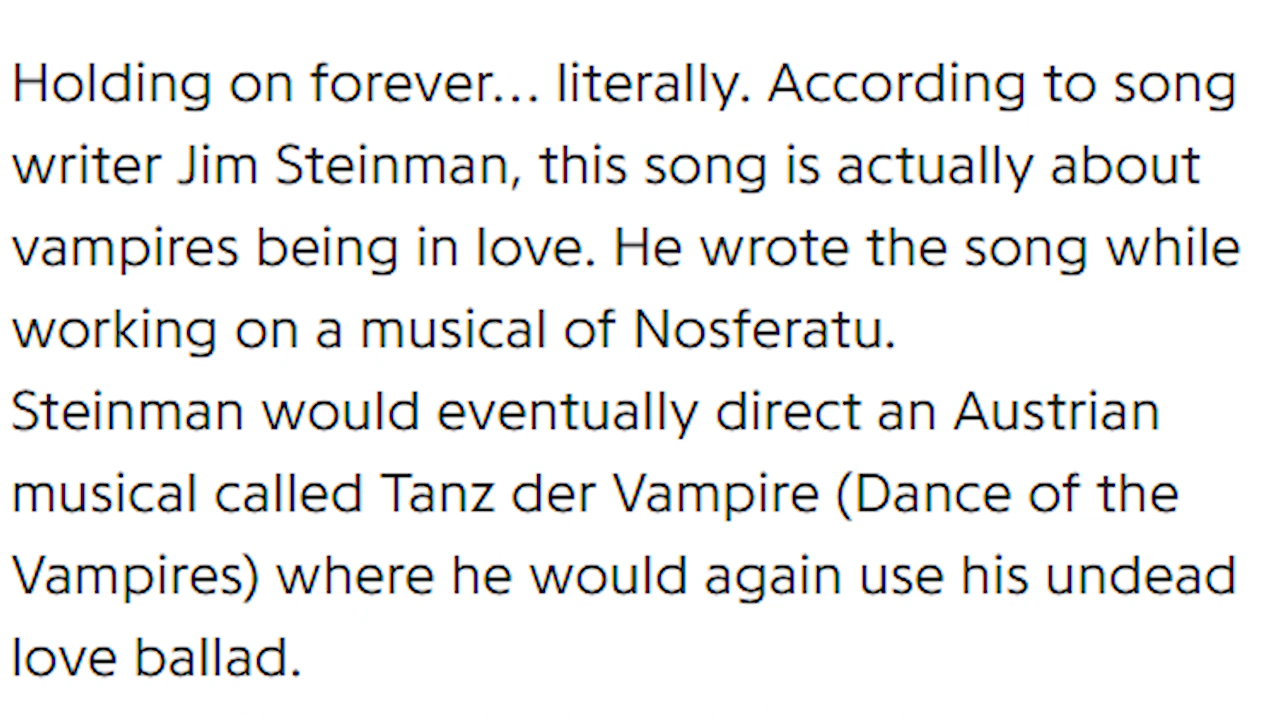 Holding on forever... literally. According to song
writer Jim Steinman, this song is actually about
vampires being in love. He wrote the song while
working on a musical of Nosferatu.
Steinman would eventually direct an Austrian
musical called Tanz der Vampire (Dance of the
Vampires) where he would again use his undead
love ballad.